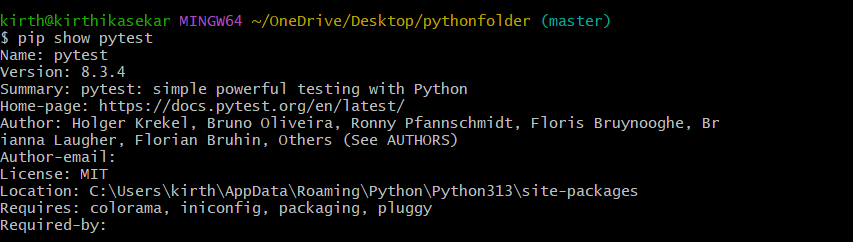 kirth@kirthikasekar MINGW64 ~/OneDrive/Desktop/pythonfolder (master)
$ pip show pytest
Name: pytest
Version: 8.3.4
Summary: pytest: simple powerful testing with Python
Home-page: https://docs.pytest.org/en/latest/
Author: Holger Krekel, Bruno Oliveira, Ronny Pfannschmidt, Floris Bruynooghe, Br
ianna Laugher, Florian Bruhin, Others (See AUTHORS)
Author-email:
License: MIT
Location: C:\Users\kirth\AppData\Roaming\Python\Python313\site-packages
Requires: colorama, iniconfig, packaging, pluggy
Required-by: